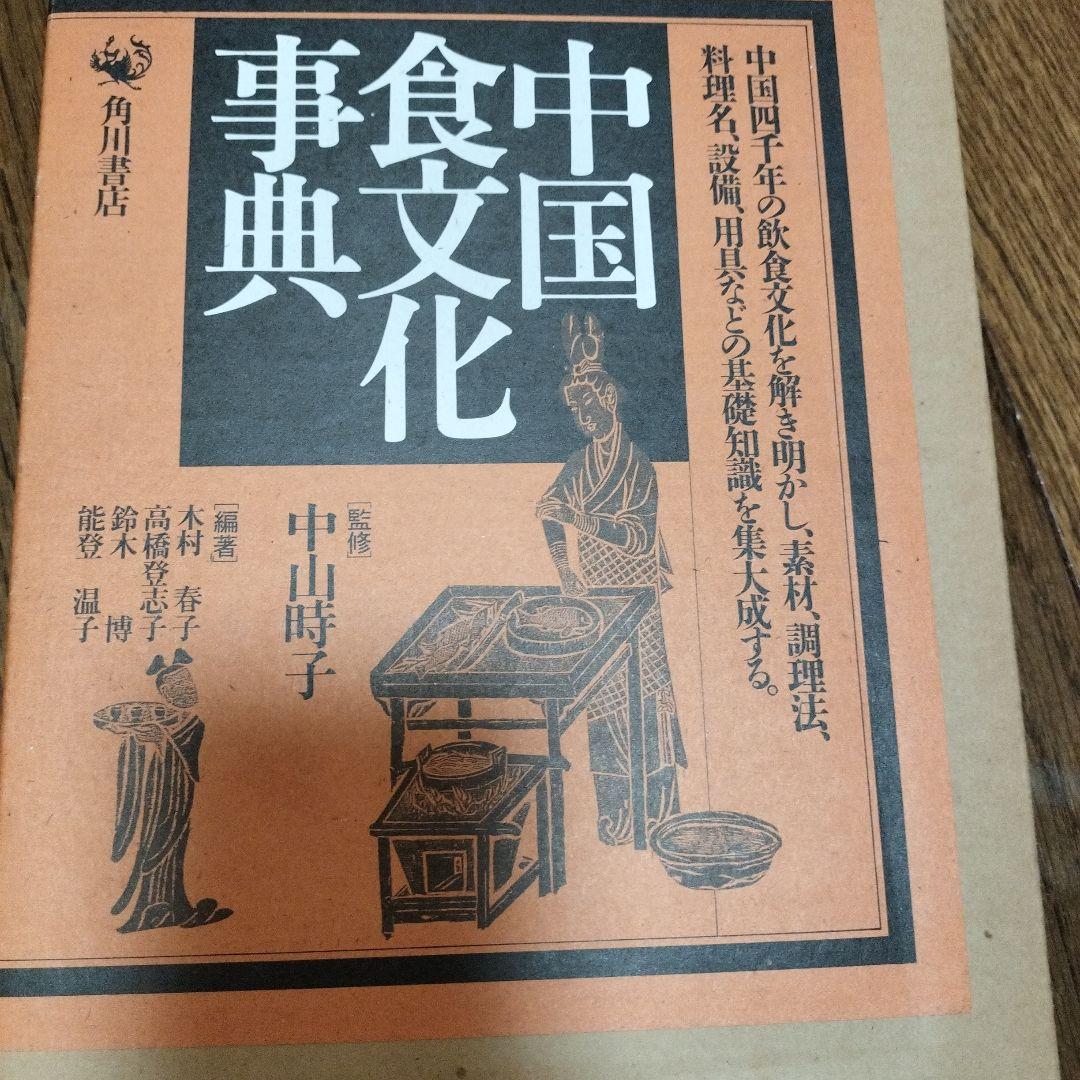 中国四千年の飲食文化を解き明かし、素材、調理法、
料理名、設備、用具などの基礎知識を集大成する。
中国
食文化
事典
角川書店
[監修]
中山時子
[編著]
木村 春子
高橋登志子
鈴木 博
能登 温子